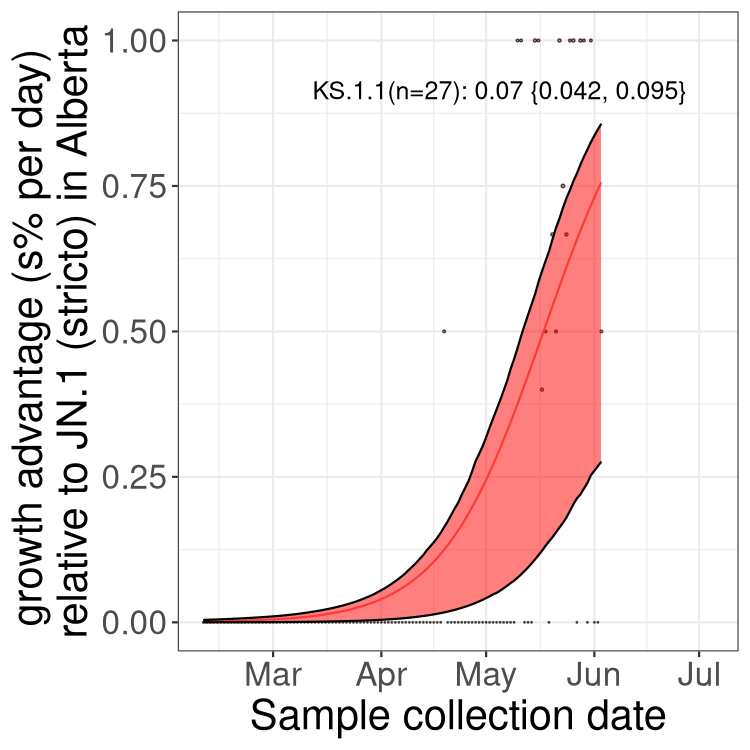 growth advantage (s% per day)
relative to JN.1 (stricto) in Alberta
1.00
KS.1.1(n=27): 0.07 {0.042, 0.095}
0.75
0.50
0.25
0.00
Mar Apr May Jun Jul
Sample collection date